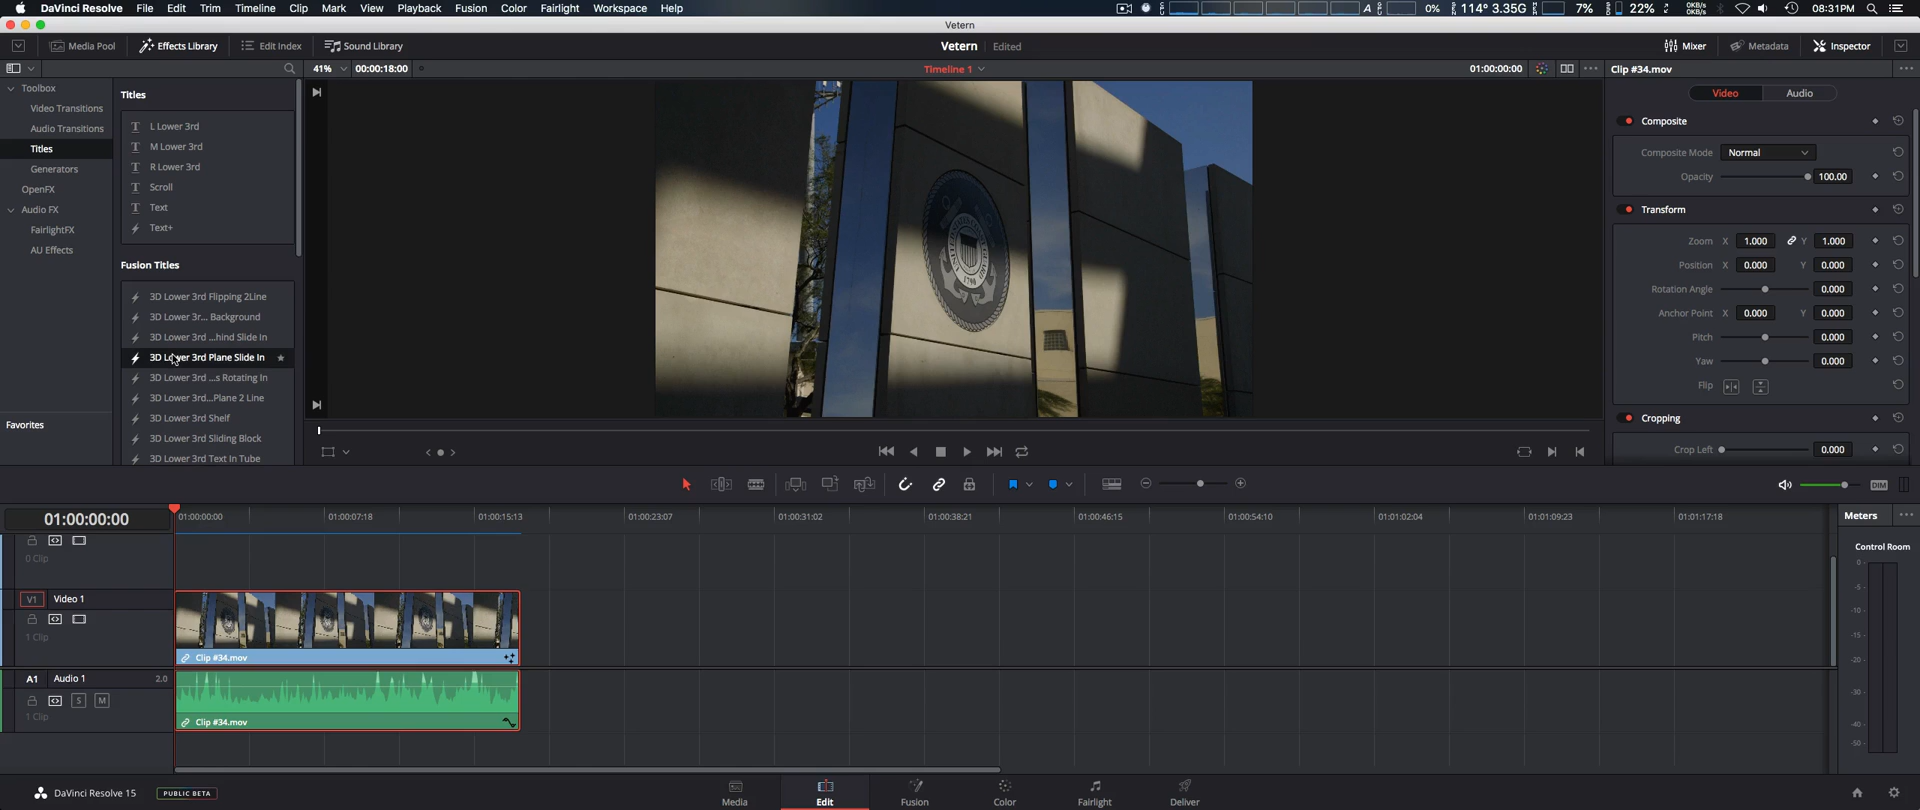 DaVinci Resolve File Edit Trim Timeline Clip Mark View Playback Fusion Color Fairlight Workspace Help 0% 114° 3.35G 7% 22% 0KB/s 0KB/s 08:31PM
Vetern
Media Pool Effects Library Edit Index Sound Library Vetern Edited Mixer Metadata Inspector
41% 00:00:18:00 Timeline 1 01:00:00:00 Clip #34.mov
Toolbox
Video Transitions
Audio Transitions
Titles
Generators
OpenFX
Audio FX
FairlightFX
AU Effects
Favorites
Titles
L Lower 3rd
M Lower 3rd
R Lower 3rd
Scroll
Text
Text+
Fusion Titles
3D Lower 3rd Flipping 2Line
3D Lower 3r... Background
3D Lower 3rd ...hind Slide In
3D Lower 3rd Plane Slide In
3D Lower 3rd ...s Rotating In
3D Lower 3rd...Plane 2 Line
3D Lower 3rd Shelf
3D Lower 3rd Sliding Block
3D Lower 3rd Text In Tube
1790
Video Audio
Composite
Composite Mode Normal
Opacity 100.00
Transform
Zoom X 1.000 Y 1.000
Position X 0.000 Y 0.000
Rotation Angle 0.000
Anchor Point X 0.000 Y 0.000
Pitch 0.000
Yaw 0.000
Flip
Cropping
Crop Left 0.000
DIM
01:00:00:00 01:00:00:00 01:00:07:18 01:00:15:13 01:00:23:07 01:00:31:02 01:00:38:21 01:00:46:15 01:00:54:10 01:01:02:04 01:01:09:23 01:01:17:18
0 Clip
V1 Video 1
1 Clip
Clip #34.mov
A1 Audio 1 2.0
S M
1 Clip
Clip #34.mov
Meters
Control Room
0
-5
-10
-15
-20
-30
-40
-50
DaVinci Resolve 15 PUBLIC BETA
Media Edit Fusion Color Fairlight Deliver